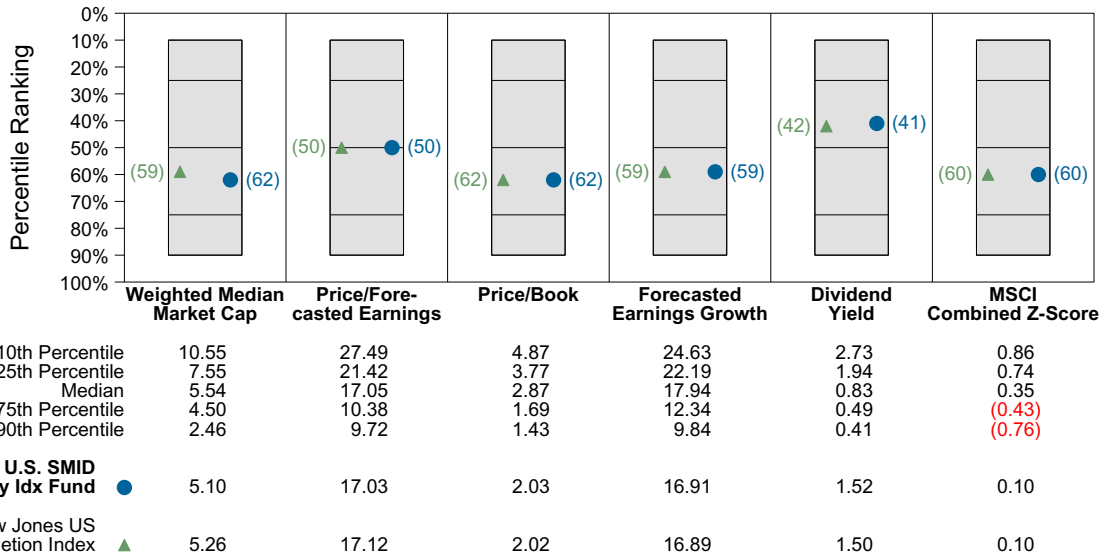 0%
10%
20%
30%
40%
50%
60%
70%
80%
90%
100%
Percentile Ranking
(59) (62)
(50) (50)
(62) (62)
(59) (59)
(42) (41)
(60) (60)
Weighted Median Market Cap
Price/Fore-casted Earnings
Price/Book
Forecasted Earnings Growth
Dividend Yield
MSCI Combined Z-Score
10th Percentile 10.55 27.49 4.87 24.63 2.73 0.86
25th Percentile 7.55 21.42 3.77 22.19 1.94 0.74
Median 5.54 17.05 2.87 17.94 0.83 0.35
75th Percentile 4.50 10.38 1.69 12.34 0.49 (0.43)
90th Percentile 2.46 9.72 1.43 9.84 0.41 (0.76)
U.S. SMID
y Idx Fund 5.10 17.03 2.03 16.91 1.52 0.10
w Jones US
etion Index 5.26 17.12 2.02 16.89 1.50 0.10